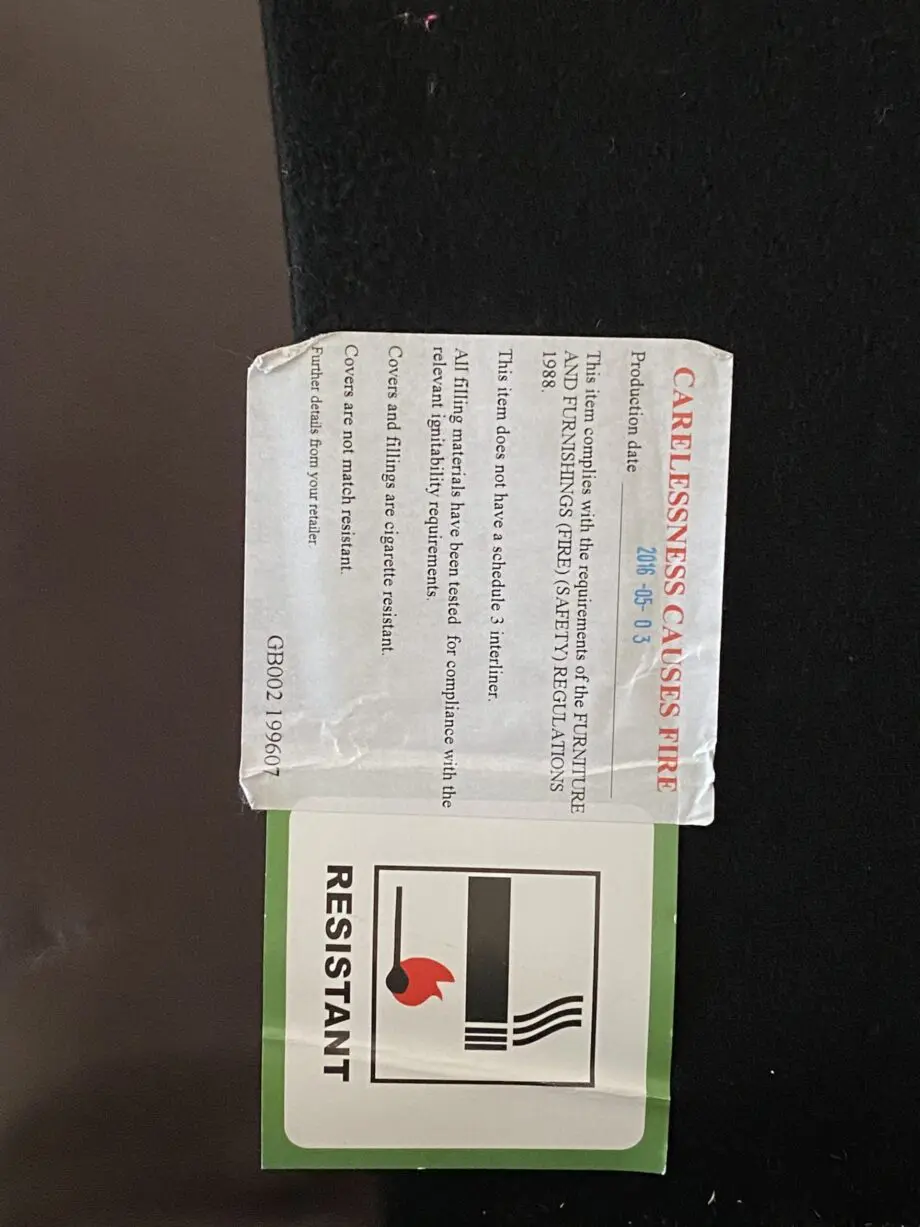 CARELESSNESS CAUSES FIRE
Production date 2016 -05- 03
This item complies with the requirements of the FURNITURE
AND FURNISHINGS (FIRE) (SAFETY) REGULATIONS
1988.
This item does not have a schedule 3 interliner.
All filling materials have been tested for compliance with the
relevant ignitability requirements.
Covers and fillings are cigarette resistant.
Covers are not match resistant.
Further details from your retailer
GB002 199607
RESISTANT